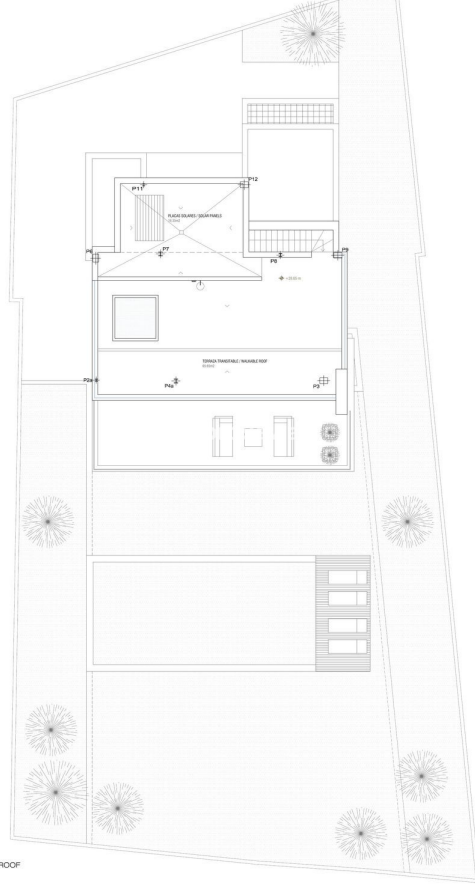 P12
P11
PLACAS SOLARES / SOLAR PANELS
P6
P7
P8
P9
TERRAZA TRANSITABLE / WALKABLE ROOF
P2a
P4a
P3
ROOF